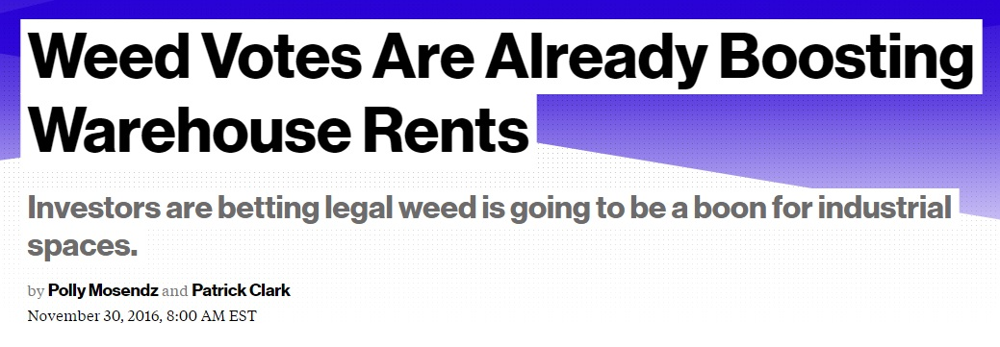 Weed Votes Are Already Boosting
Warehouse Rents
Investors are betting legal weed is going to be a boon for industrial
spaces.
by Polly Mosendz and Patrick Clark
November 30, 2016, 8:00 AM EST